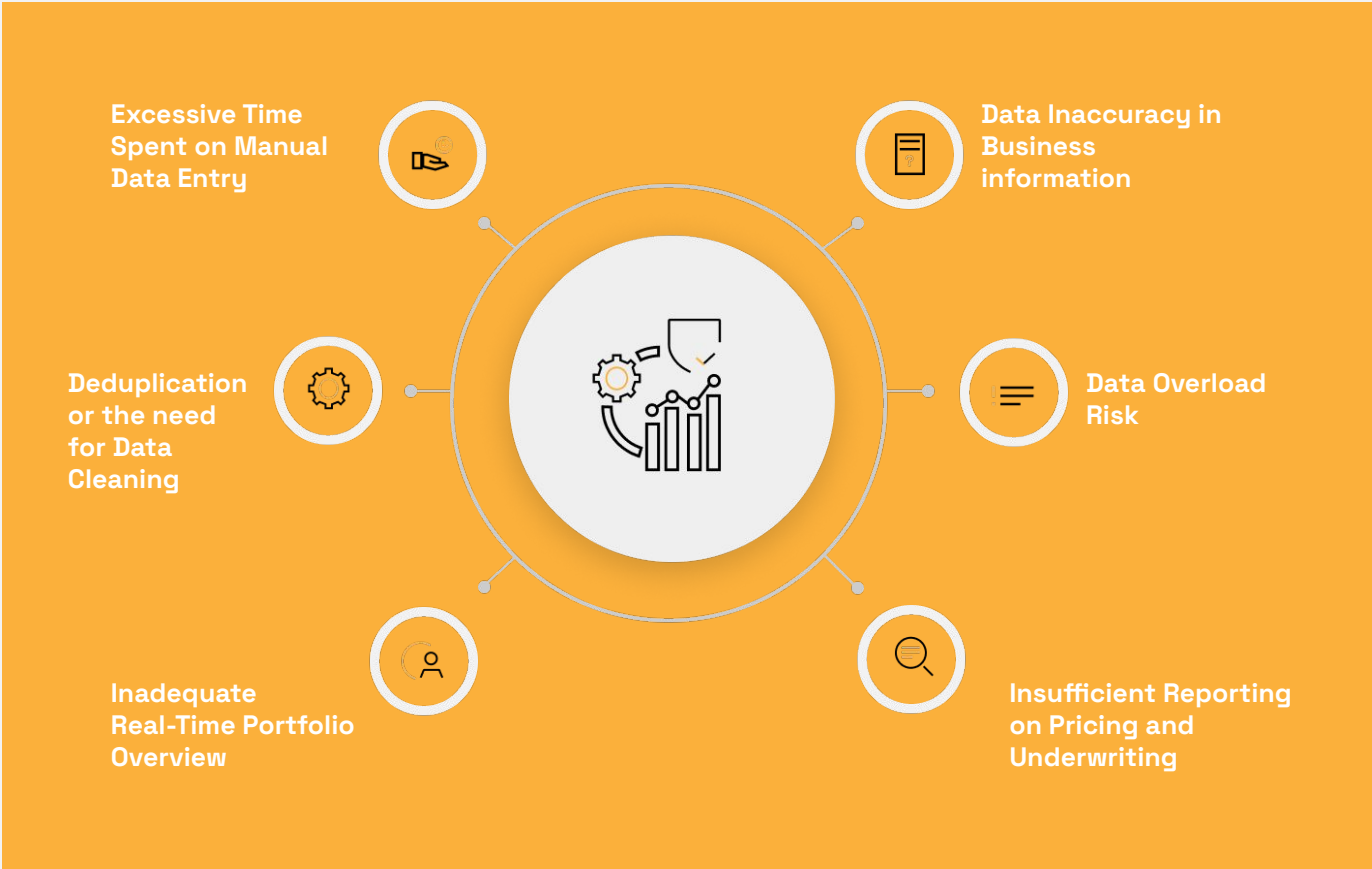 Excessive Time
Spent on Manual
Data Entry
Data Inaccuracy in
Business
information
Deduplication
or the need
for Data
Cleaning
Data Overload
Risk
Inadequate
Real-Time Portfolio
Overview
Insufficient Reporting
on Pricing and
Underwriting